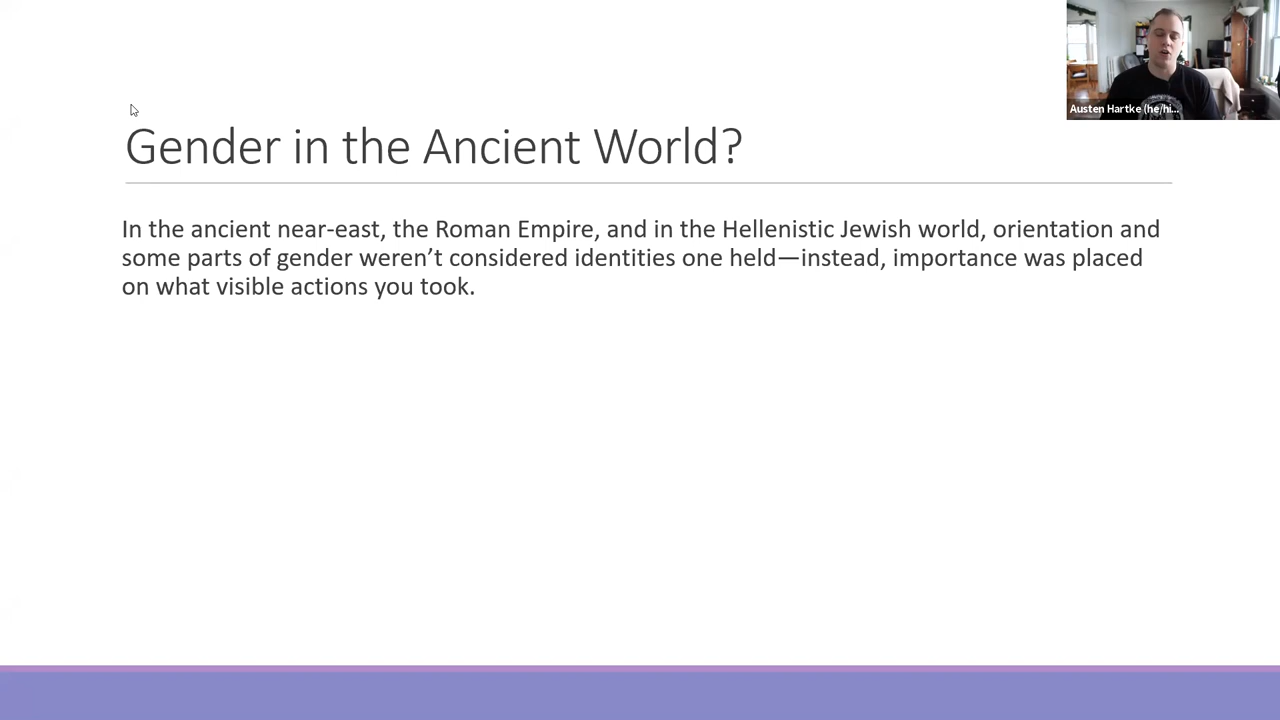 Austen Hartke (he/hi...
Gender in the Ancient World?
In the ancient near-east, the Roman Empire, and in the Hellenistic Jewish world, orientation and
some parts of gender weren’t considered identities one held—instead, importance was placed
on what visible actions you took.